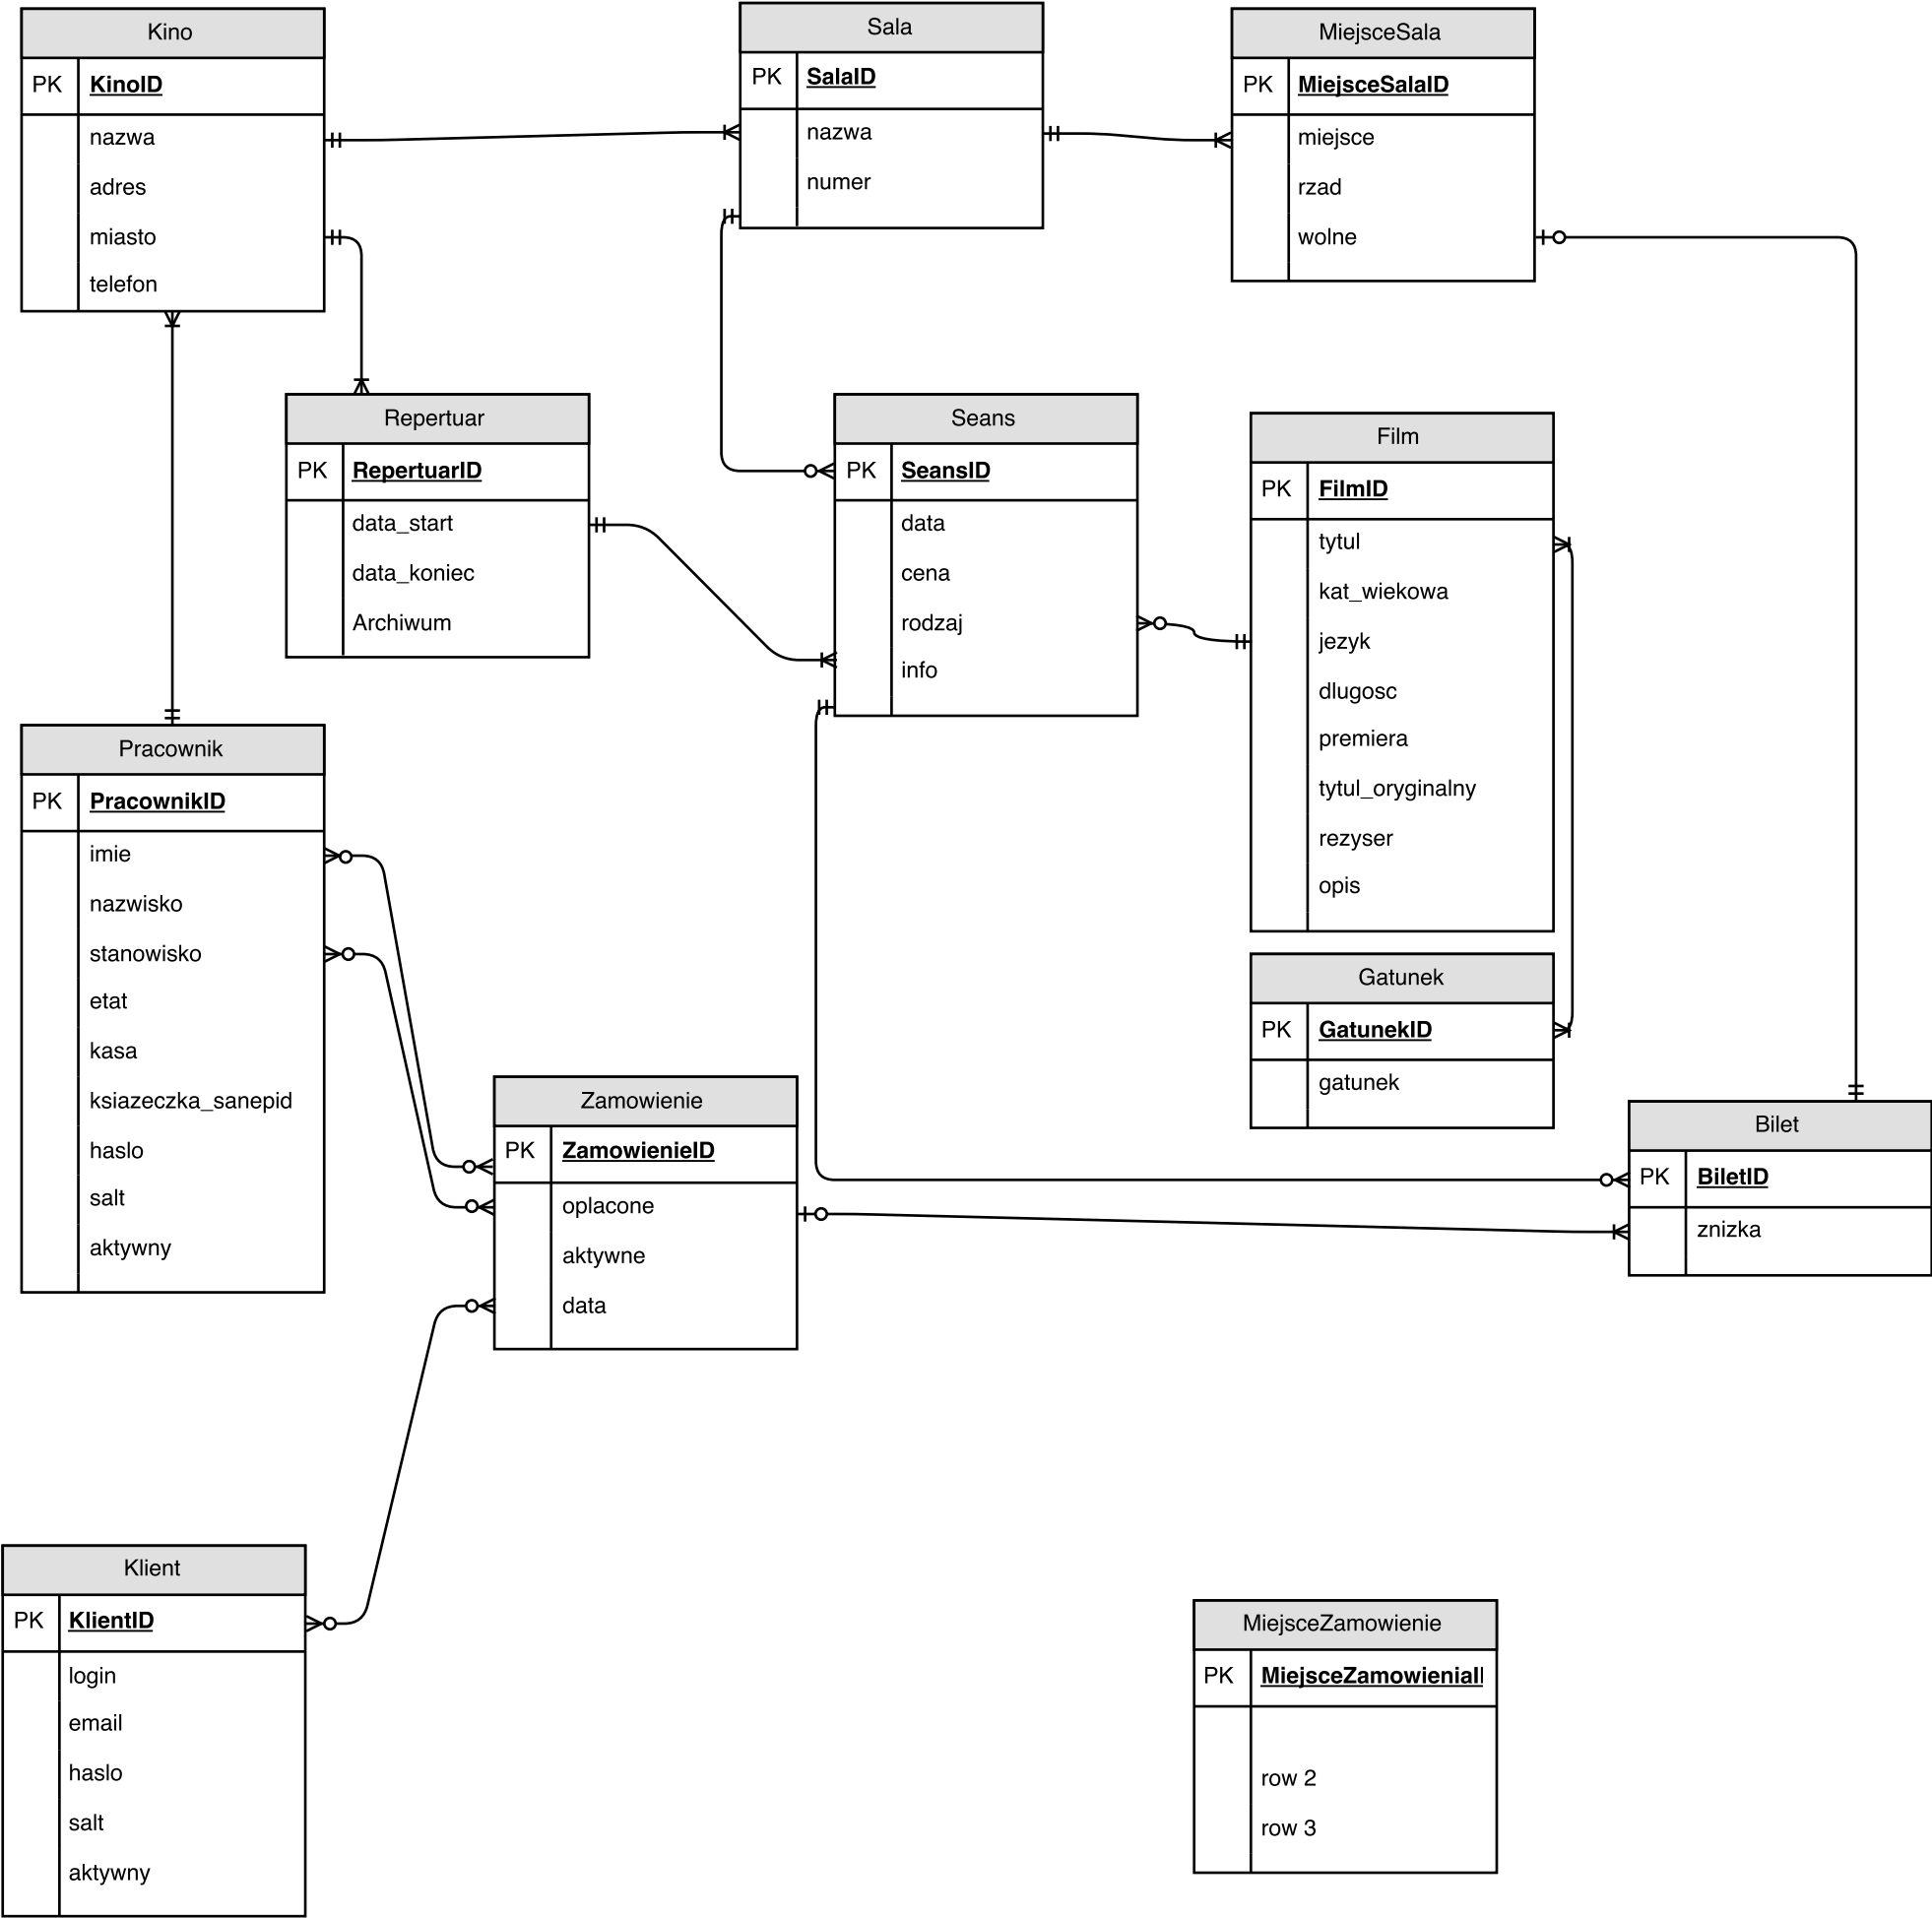 Kino
PK KinoID
nazwa
adres
miasto
telefon
Sala
PK SalaID
nazwa
numer
MiejsceSala
PK MiejsceSalaID
miejsce
rzad
wolne
Repertuar
PK RepertuarID
data_start
data_koniec
Archiwum
Seans
PK SeansID
data
cena
rodzaj
info
Film
PK FilmID
tytul
kat_wiekowa
jezyk
dlugosc
premiera
tytul_oryginalny
rezyser
opis
Pracownik
PK PracownikID
imie
nazwisko
stanowisko
etat
kasa
ksiazeczka_sanepid
haslo
salt
aktywny
Gatunek
PK GatunekID
gatunek
Zamowienie
PK ZamowienieID
oplacone
aktywne
data
Bilet
PK BiletID
znizka
Klient
PK KlientID
login
email
haslo
salt
aktywny
MiejsceZamowienie
PK MiejsceZamowieniaI
row 2
row 3